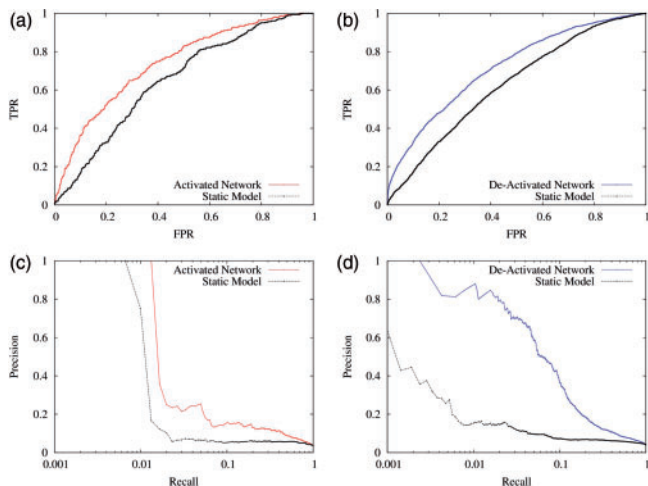 (a)
1
0.8
0.6
0.4
0.2
0
TPR
Activated Network
Static Model
0 0.2 0.4 0.6 0.8 1
FPR
(b)
1
0.8
0.6
0.4
0.2
0
TPR
De-Activated Network
Static Model
0 0.2 0.4 0.6 0.8 1
FPR
(c)
1
0.8
0.6
0.4
0.2
0
Precision
Activated Network
Static Model
0.001 0.01 0.1 1
Recall
(d)
1
0.8
0.6
0.4
0.2
0
Precision
De-Activated Network
Static Model
0.001 0.01 0.1 1
Recall